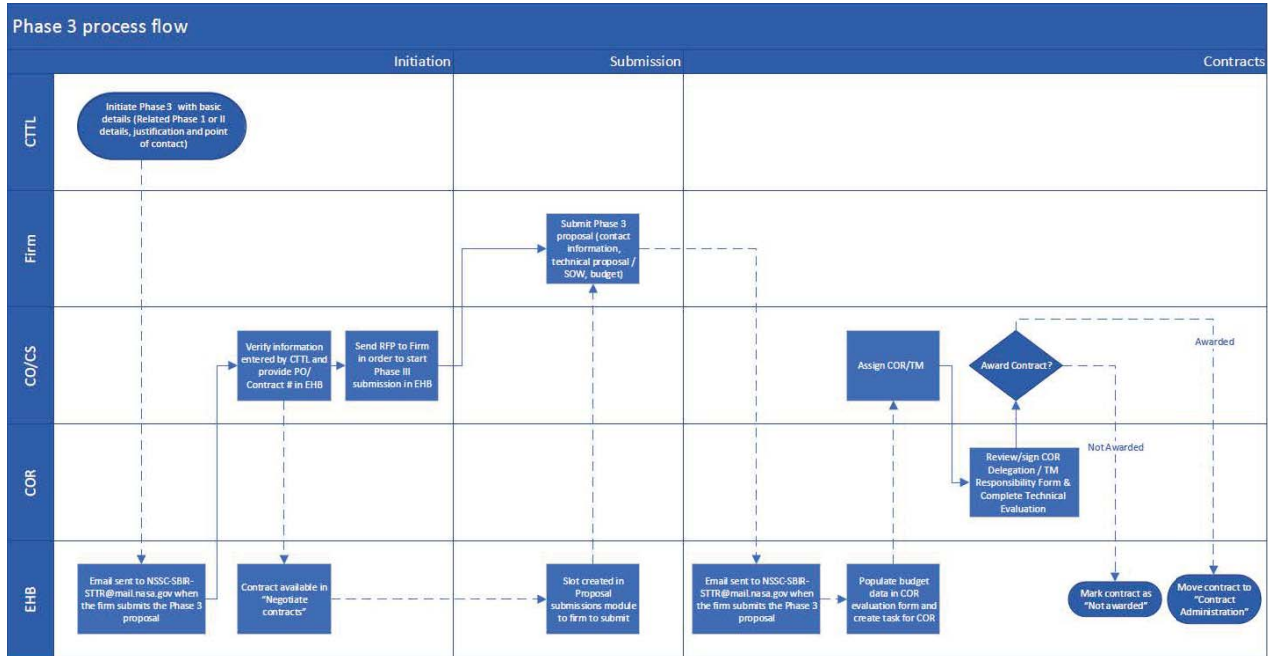 Phase 3 process flow
Initiation
Submission
Contracts
CTTL
Initiate Phase 3 with basic
details (Related Phase 1 or II
details, justification and point
of contact)
Firm
Submit Phase 3
proposal (contact
information,
technical proposal /
SOW, budget)
CO/CS
Verify information
entered by CTTL and
provide PO/
Contract # in EHB
Send RFP to Firm
in order to start
Phase III
submission in EHB
Assign COR/TM
Award Contract?
Awarded
Not Awarded
COR
Review/sign COR
Delegation / TM
Responsibility Form &
Complete Technical
Evaluation
EHB
Email sent to NSSC-SBIR-
STTR@mail.nasa.gov when
the firm submits the Phase 3
proposal
Contract available in
"Negotiate
contracts"
Slot created in
Proposal
submissions module
to firm to submit
Email sent to NSSC-SBIR-
STTR@mail.nasa.gov when
the firm submits the Phase 3
proposal
Populate budget
data in COR
evaluation form and
create task for COR
Mark contract as
"Not awarded"
Move contract to
"Contract
Administration"